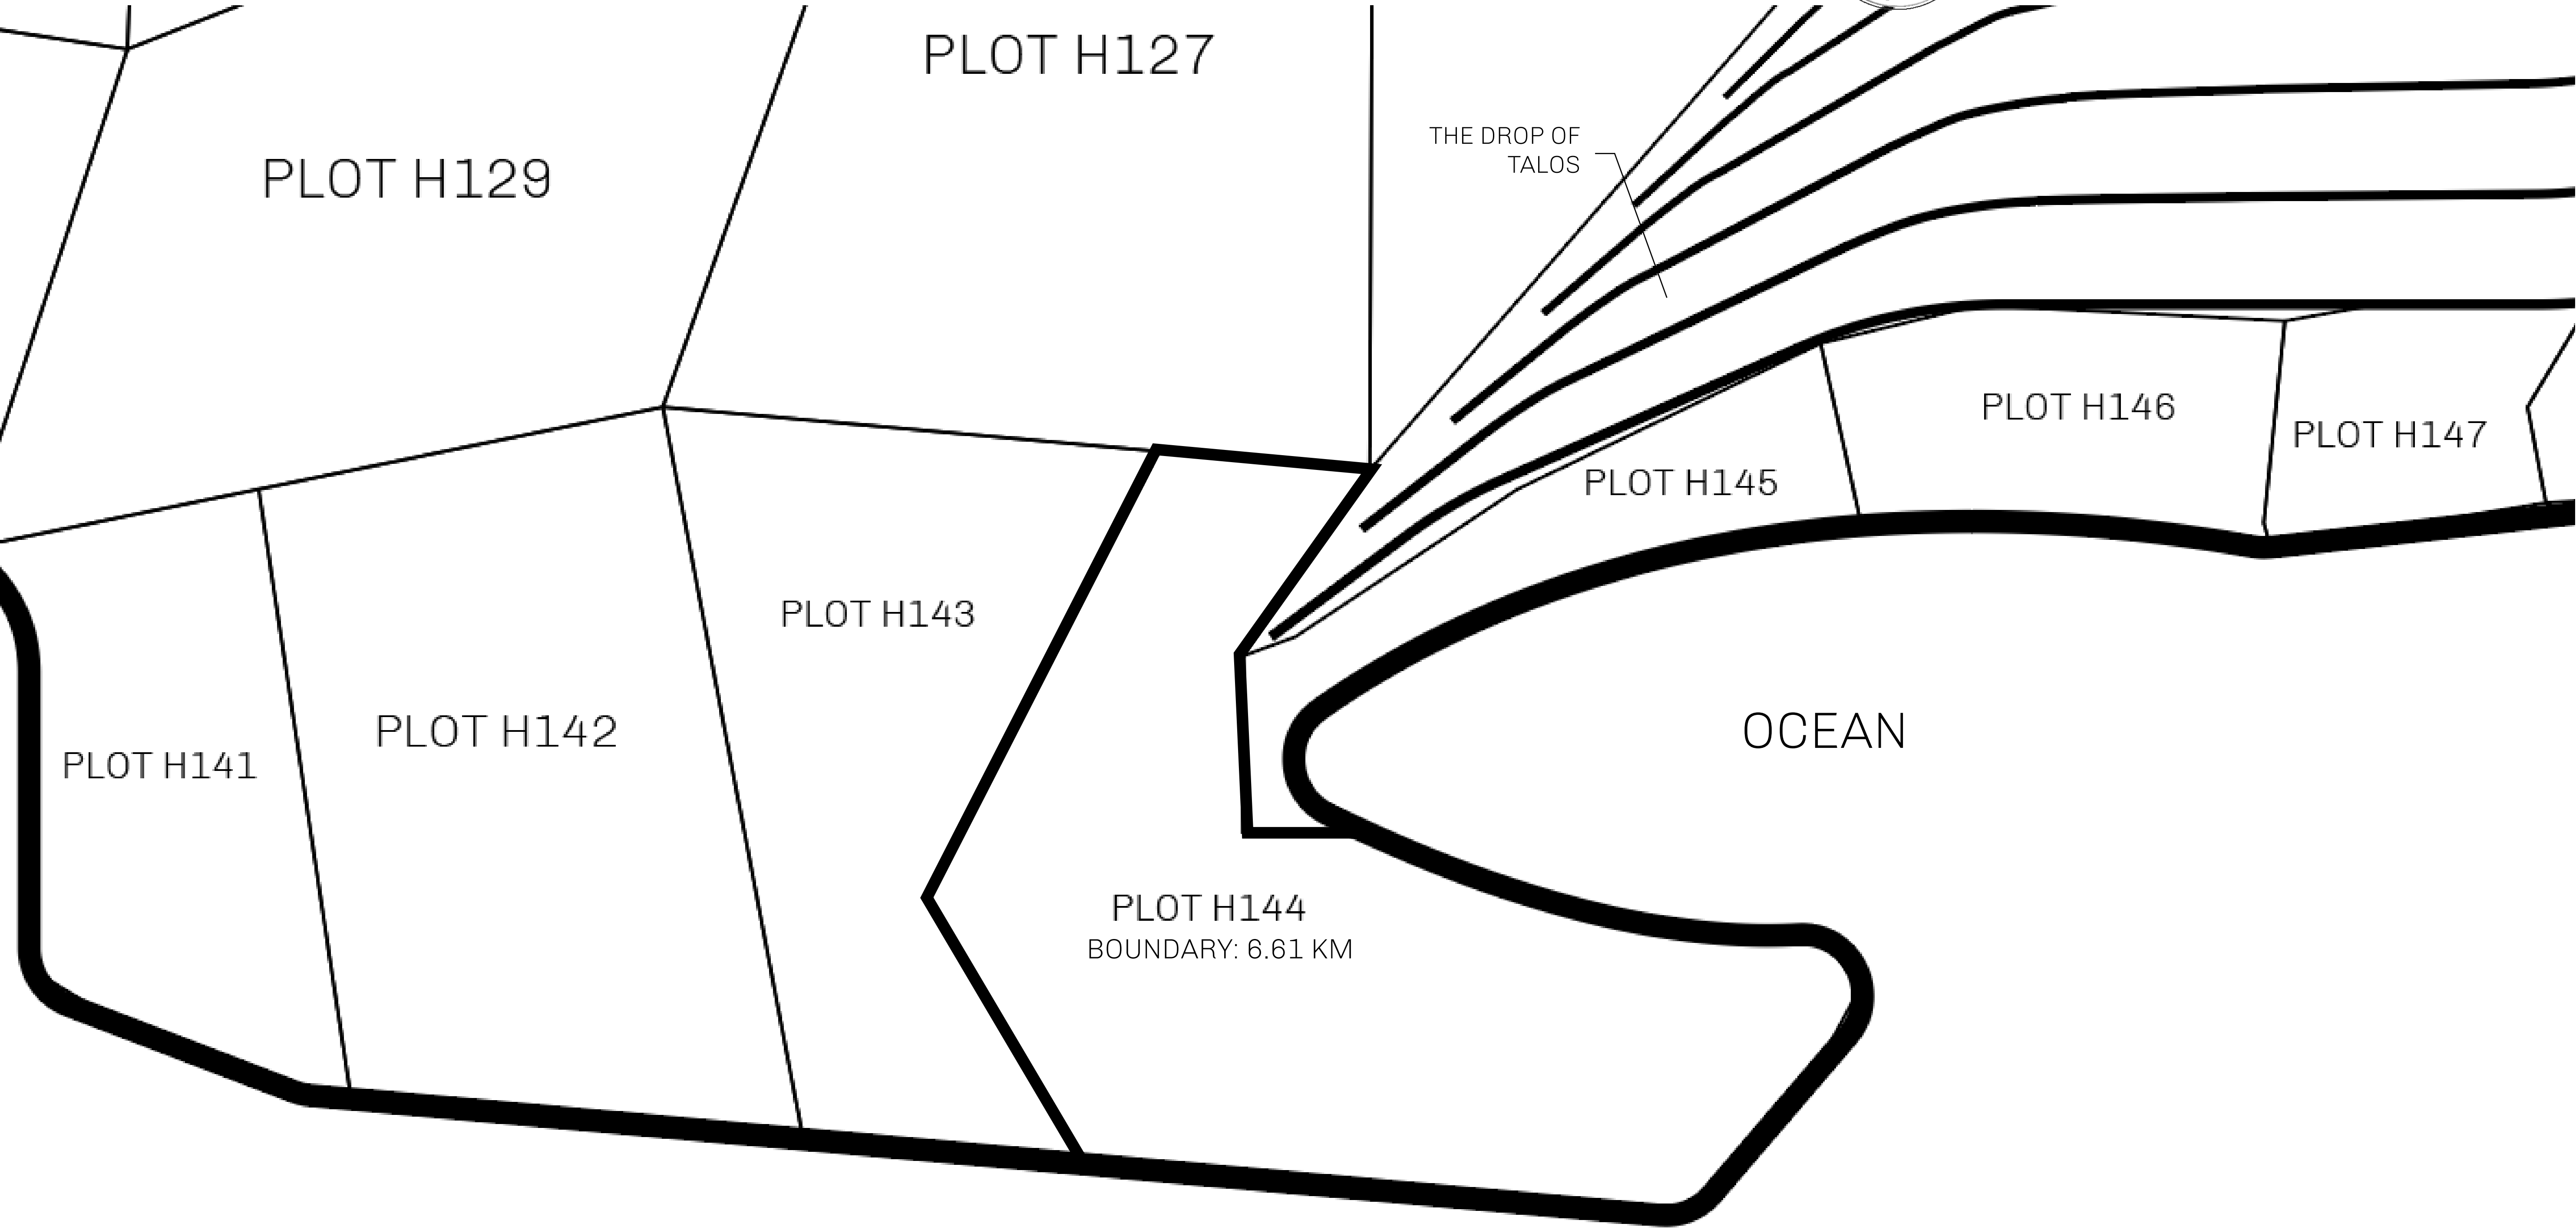 PLOT H127
THE DROP OF
TALOS
PLOT H129
PLOT H146
PLOT H147
PLOT H145
PLOT H143
PLOT H142
OCEAN
PLOT H141
PLOT H144
BOUNDARY: 6.61 KM